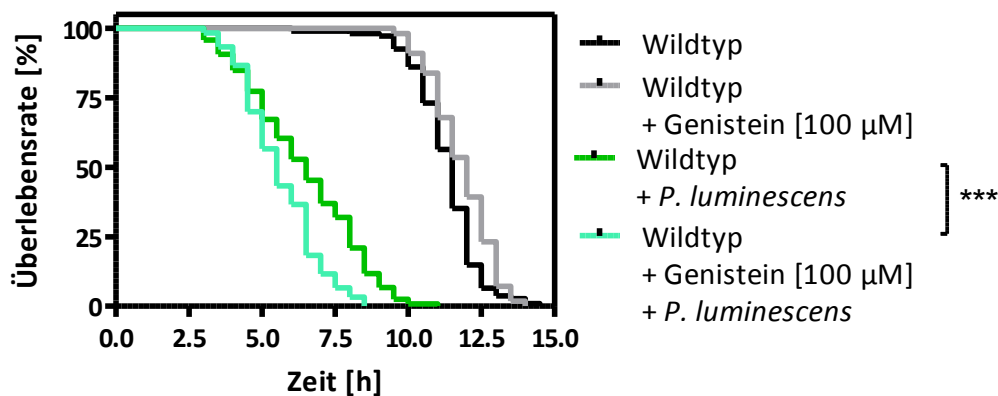 Überlebensrate [%]
100
75
50
25
0
0.0 2.5 5.0 7.5 10.0 12.5 15.0
Zeit [h]
Wildtyp
Wildtyp
+ Genistein [100 µM]
Wildtyp
+ P. luminescens
Wildtyp
+ Genistein [100 µM]
+ P. luminescens
***